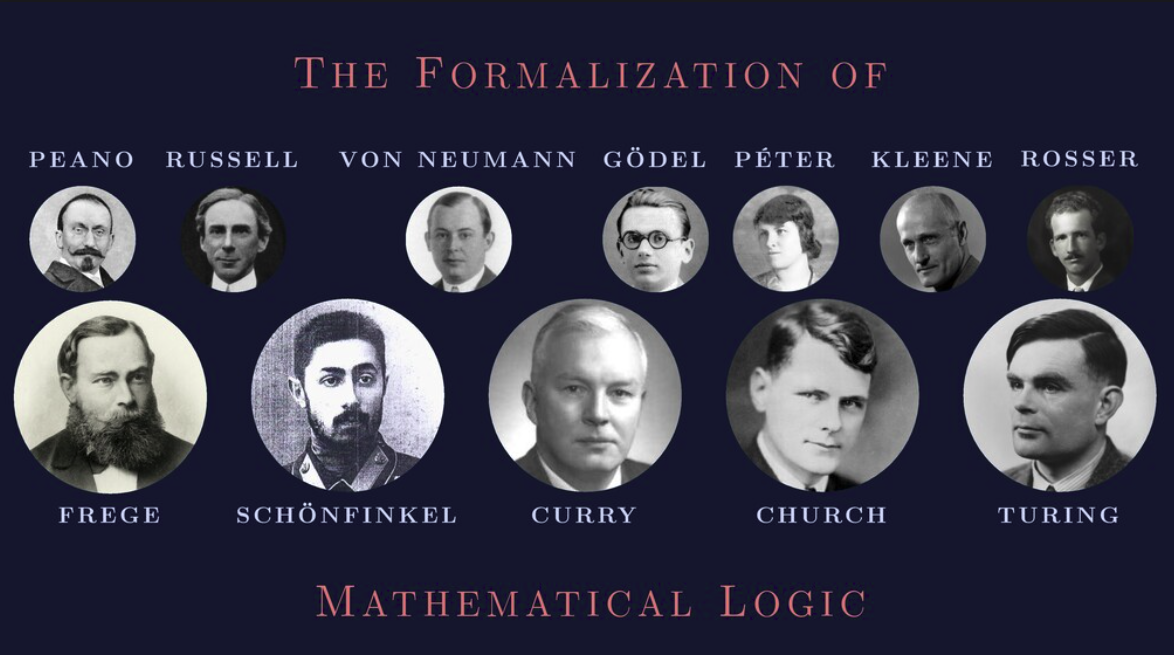 The Formalization of
PEANO RUSSELL VON NEUMANN GÖDEL PÉTER KLEENE ROSSER
FREGE SCHÖNFINKEL CURRY CHURCH TURING
Mathematical Logic